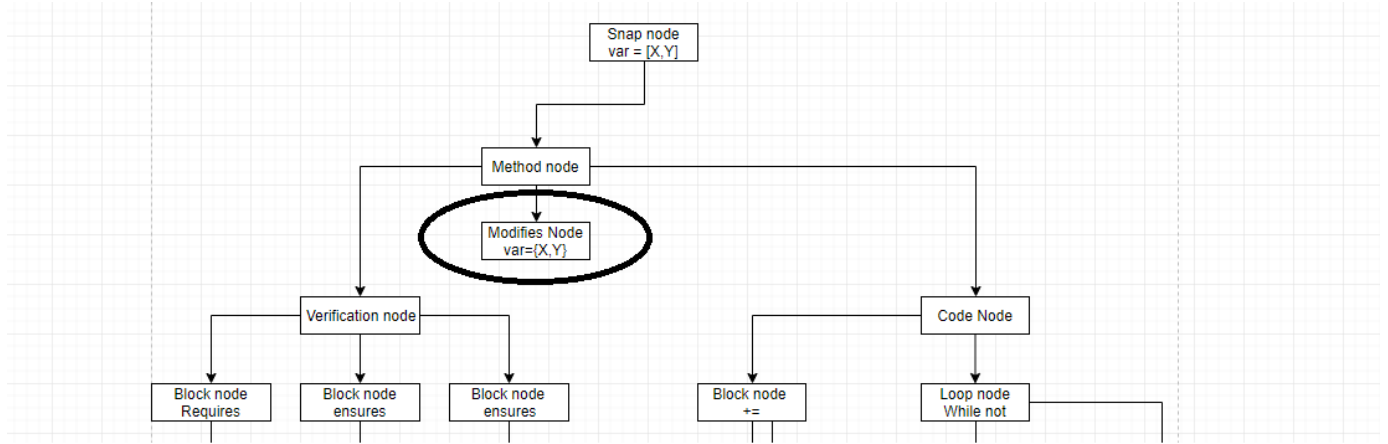 Snap node
var = [X,Y]
Method node
Modifies Node
var={X,Y}
Verification node
Code Node
Block node
Requires
Block node
ensures
Block node
ensures
Block node
+=
Loop node
While not